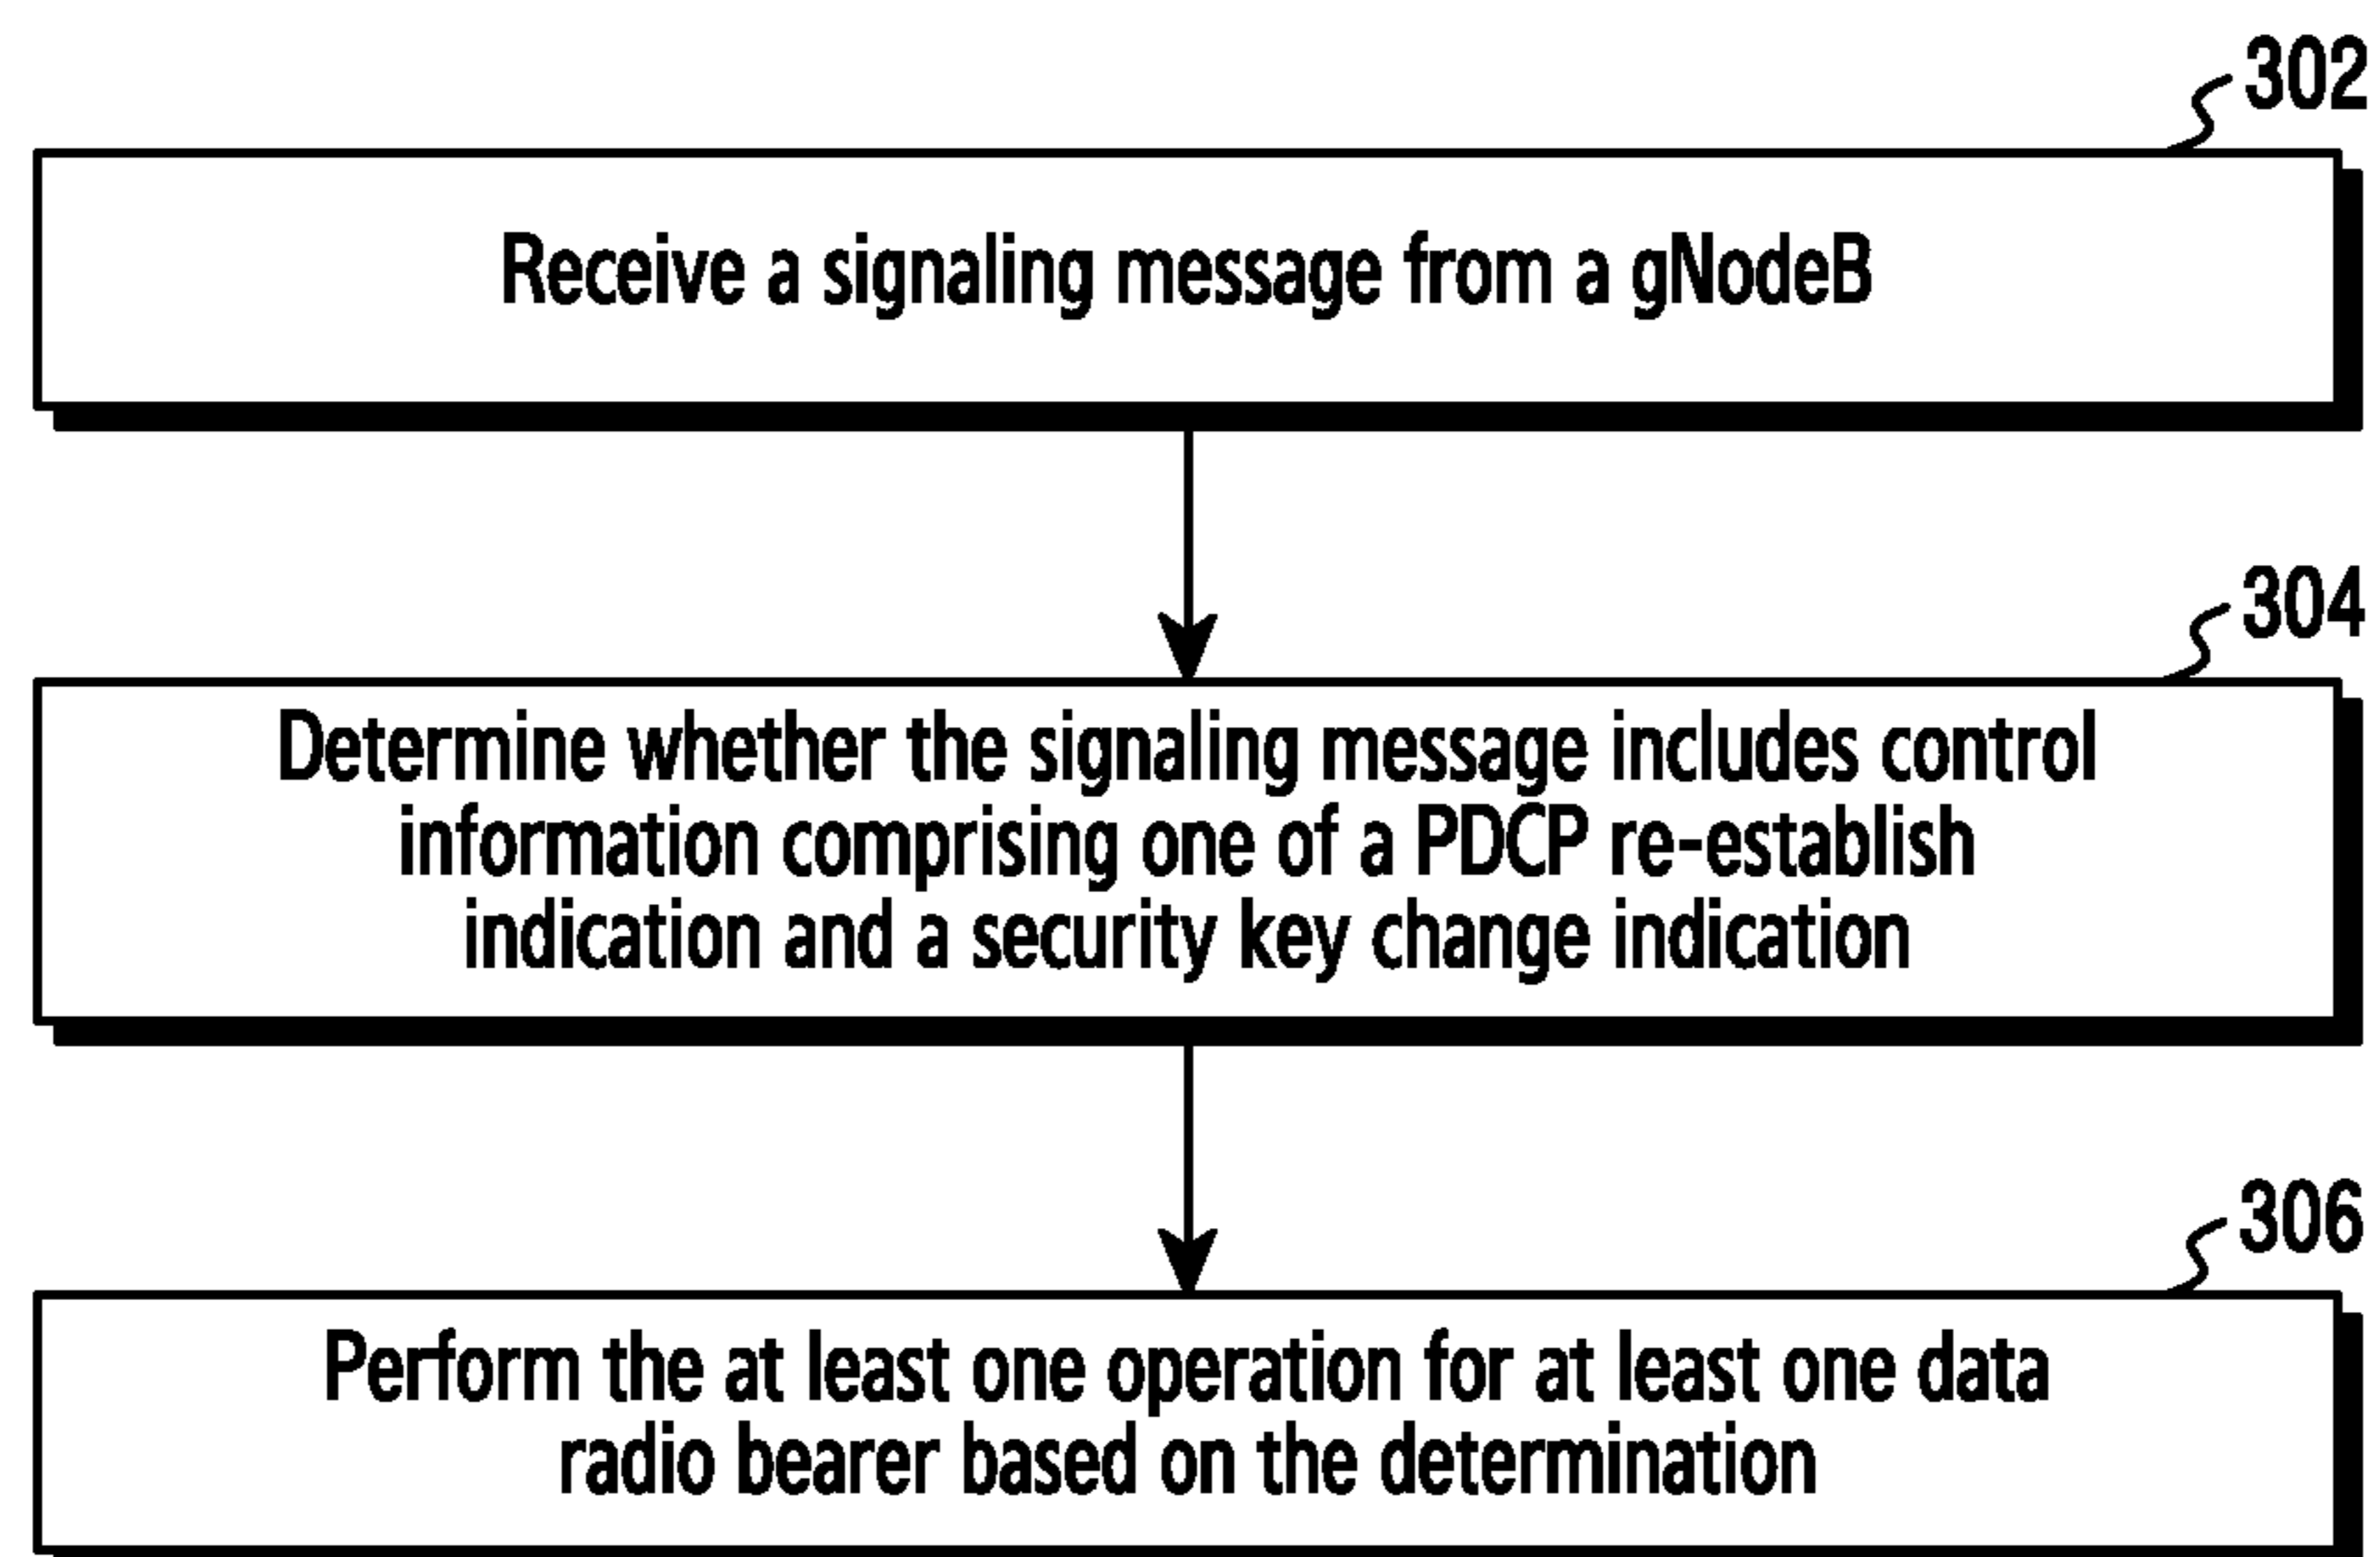 302
Receive a signaling message from a gNodeB
304
Determine whether the signaling message includes control
information comprising one of a PDCP re-establish
indication and a security key change indication
306
Perform the at least one operation for at least one data
radio bearer based on the determination